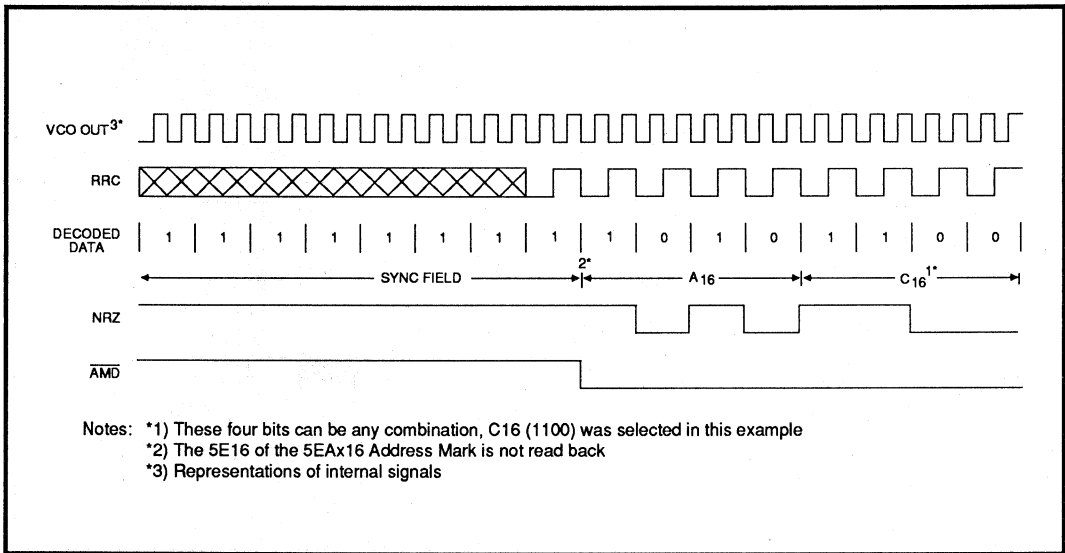 VCO OUT3*
RRC
DECODED DATA
1 1 1 1 1 1 1 1 1 0 1 0 1 1 0 0
2*
SYNC FIELD A16 C16 1*
NRZ
AMD
Notes: *1) These four bits can be any combination, C16 (1100) was selected in this example
*2) The 5E16 of the 5EAx16 Address Mark is not read back
*3) Representations of internal signals